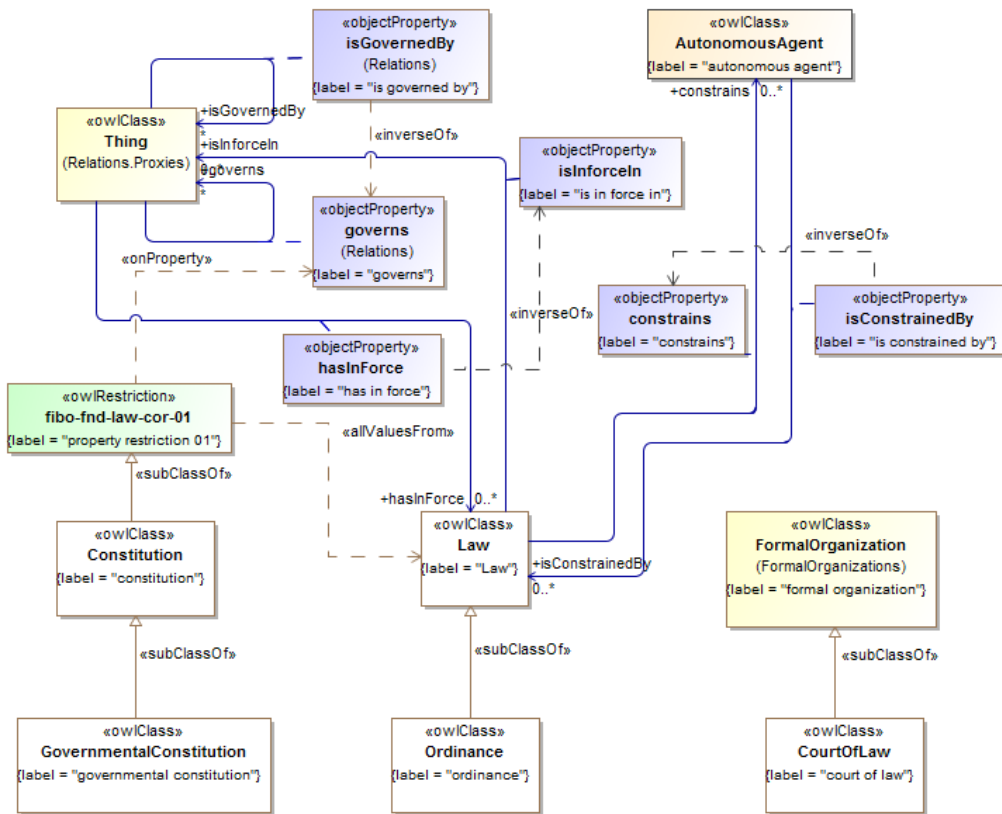 «objectProperty»
isGovernedBy
(Relations)
{label = "is governed by"}
«owlClass»
AutonomousAgent
{label = "autonomous agent"}
+constrains 0..*
+isGovernedBy
*
«owlClass»
Thing
(Relations.Proxies)
+isInforceIn
+governs
*
«inverseOf»
«objectProperty»
isInforceIn
{label = "is in force in"}
«objectProperty»
governs
(Relations)
{label = "governs"}
«onProperty»
«inverseOf»
«objectProperty»
constrains
{label = "constrains"}
«objectProperty»
isConstrainedBy
{label = "is constrained by"}
«inverseOf»
«objectProperty»
hasInForce
{label = "has in force"}
«owlRestriction»
fibo-fnd-law-cor-01
{label = "property restriction 01"}
«allValuesFrom»
«subClassOf»
+hasInForce 0..*
«owlClass»
Constitution
{label = "constitution"}
«owlClass»
Law
{label = "Law"}
+isConstrainedBy
0..*
«owlClass»
FormalOrganization
(FormalOrganizations)
{label = "formal organization"}
«subClassOf»
«subClassOf»
«subClassOf»
«owlClass»
GovernmentalConstitution
{label = "governmental constitution"}
«owlClass»
Ordinance
{label = "ordinance"}
«owlClass»
CourtOfLaw
{label = "court of law"}